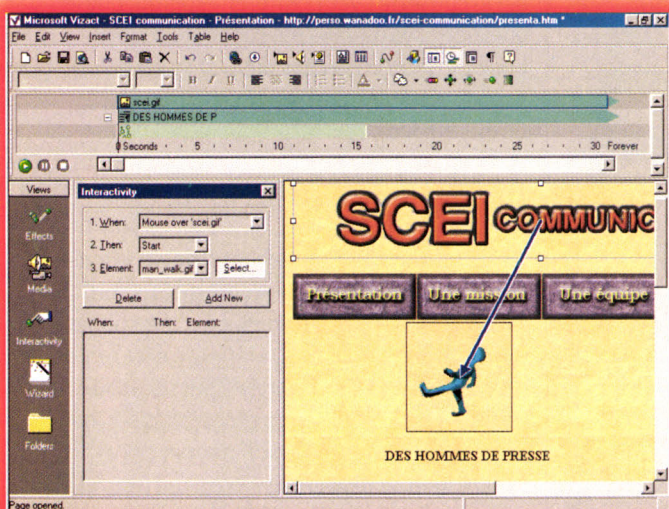 Microsoft Vizact - SCEI communication - Présentation - http://perso.wanadoo.fr/scei-communication/presenta.htm *
File Edit View Insert Format Tools Table Help
scei.gif
DES HOMMES DE P
0 Seconds 5 10 15 20 25 30 Forever
Views
Effects
Media
Interactivity
Wizard
Folders
Interactivity
1. When: Mouse over 'scei.gif'
2. Then: Start
3. Element: man_walk.gif Select...
Delete Add New
When: Then: Element:
SCEI COMMUNIC
Présentation Une mission Une équipe
DES HOMMES DE PRESSE
Page opened.